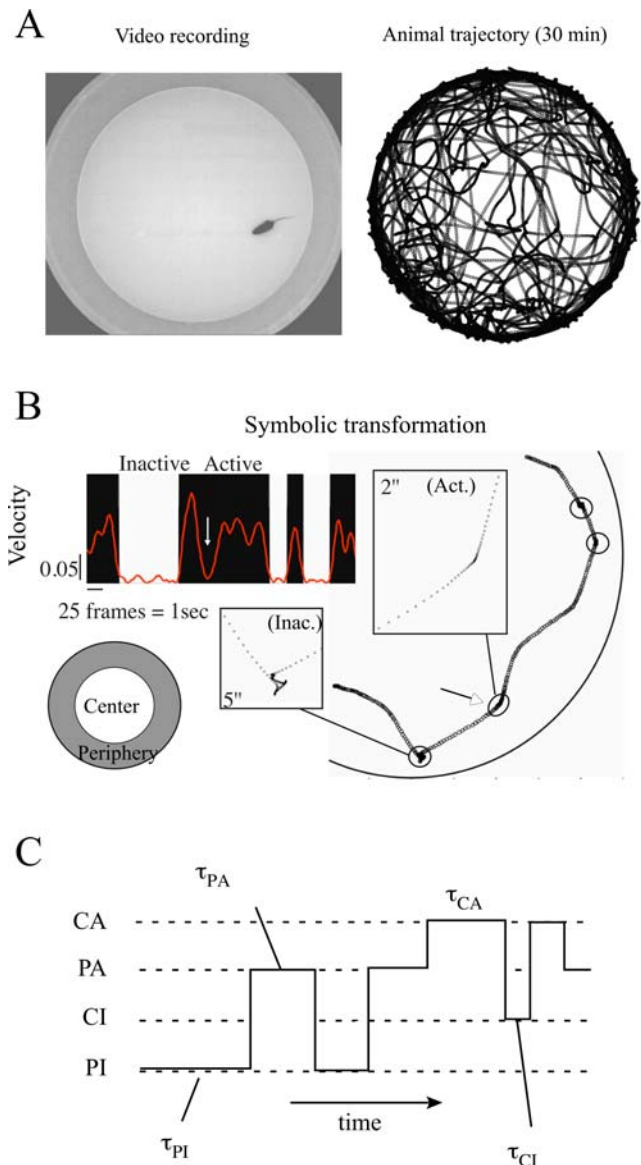 A
Video recording
Animal trajectory (30 min)
B
Symbolic transformation
Inactive Active
Velocity
0.05
25 frames = 1sec
2" (Act.)
(Inac.)
5"
Center
Periphery
C
τPA
τCA
CA
PA
CI
PI
time
τPI
τCI